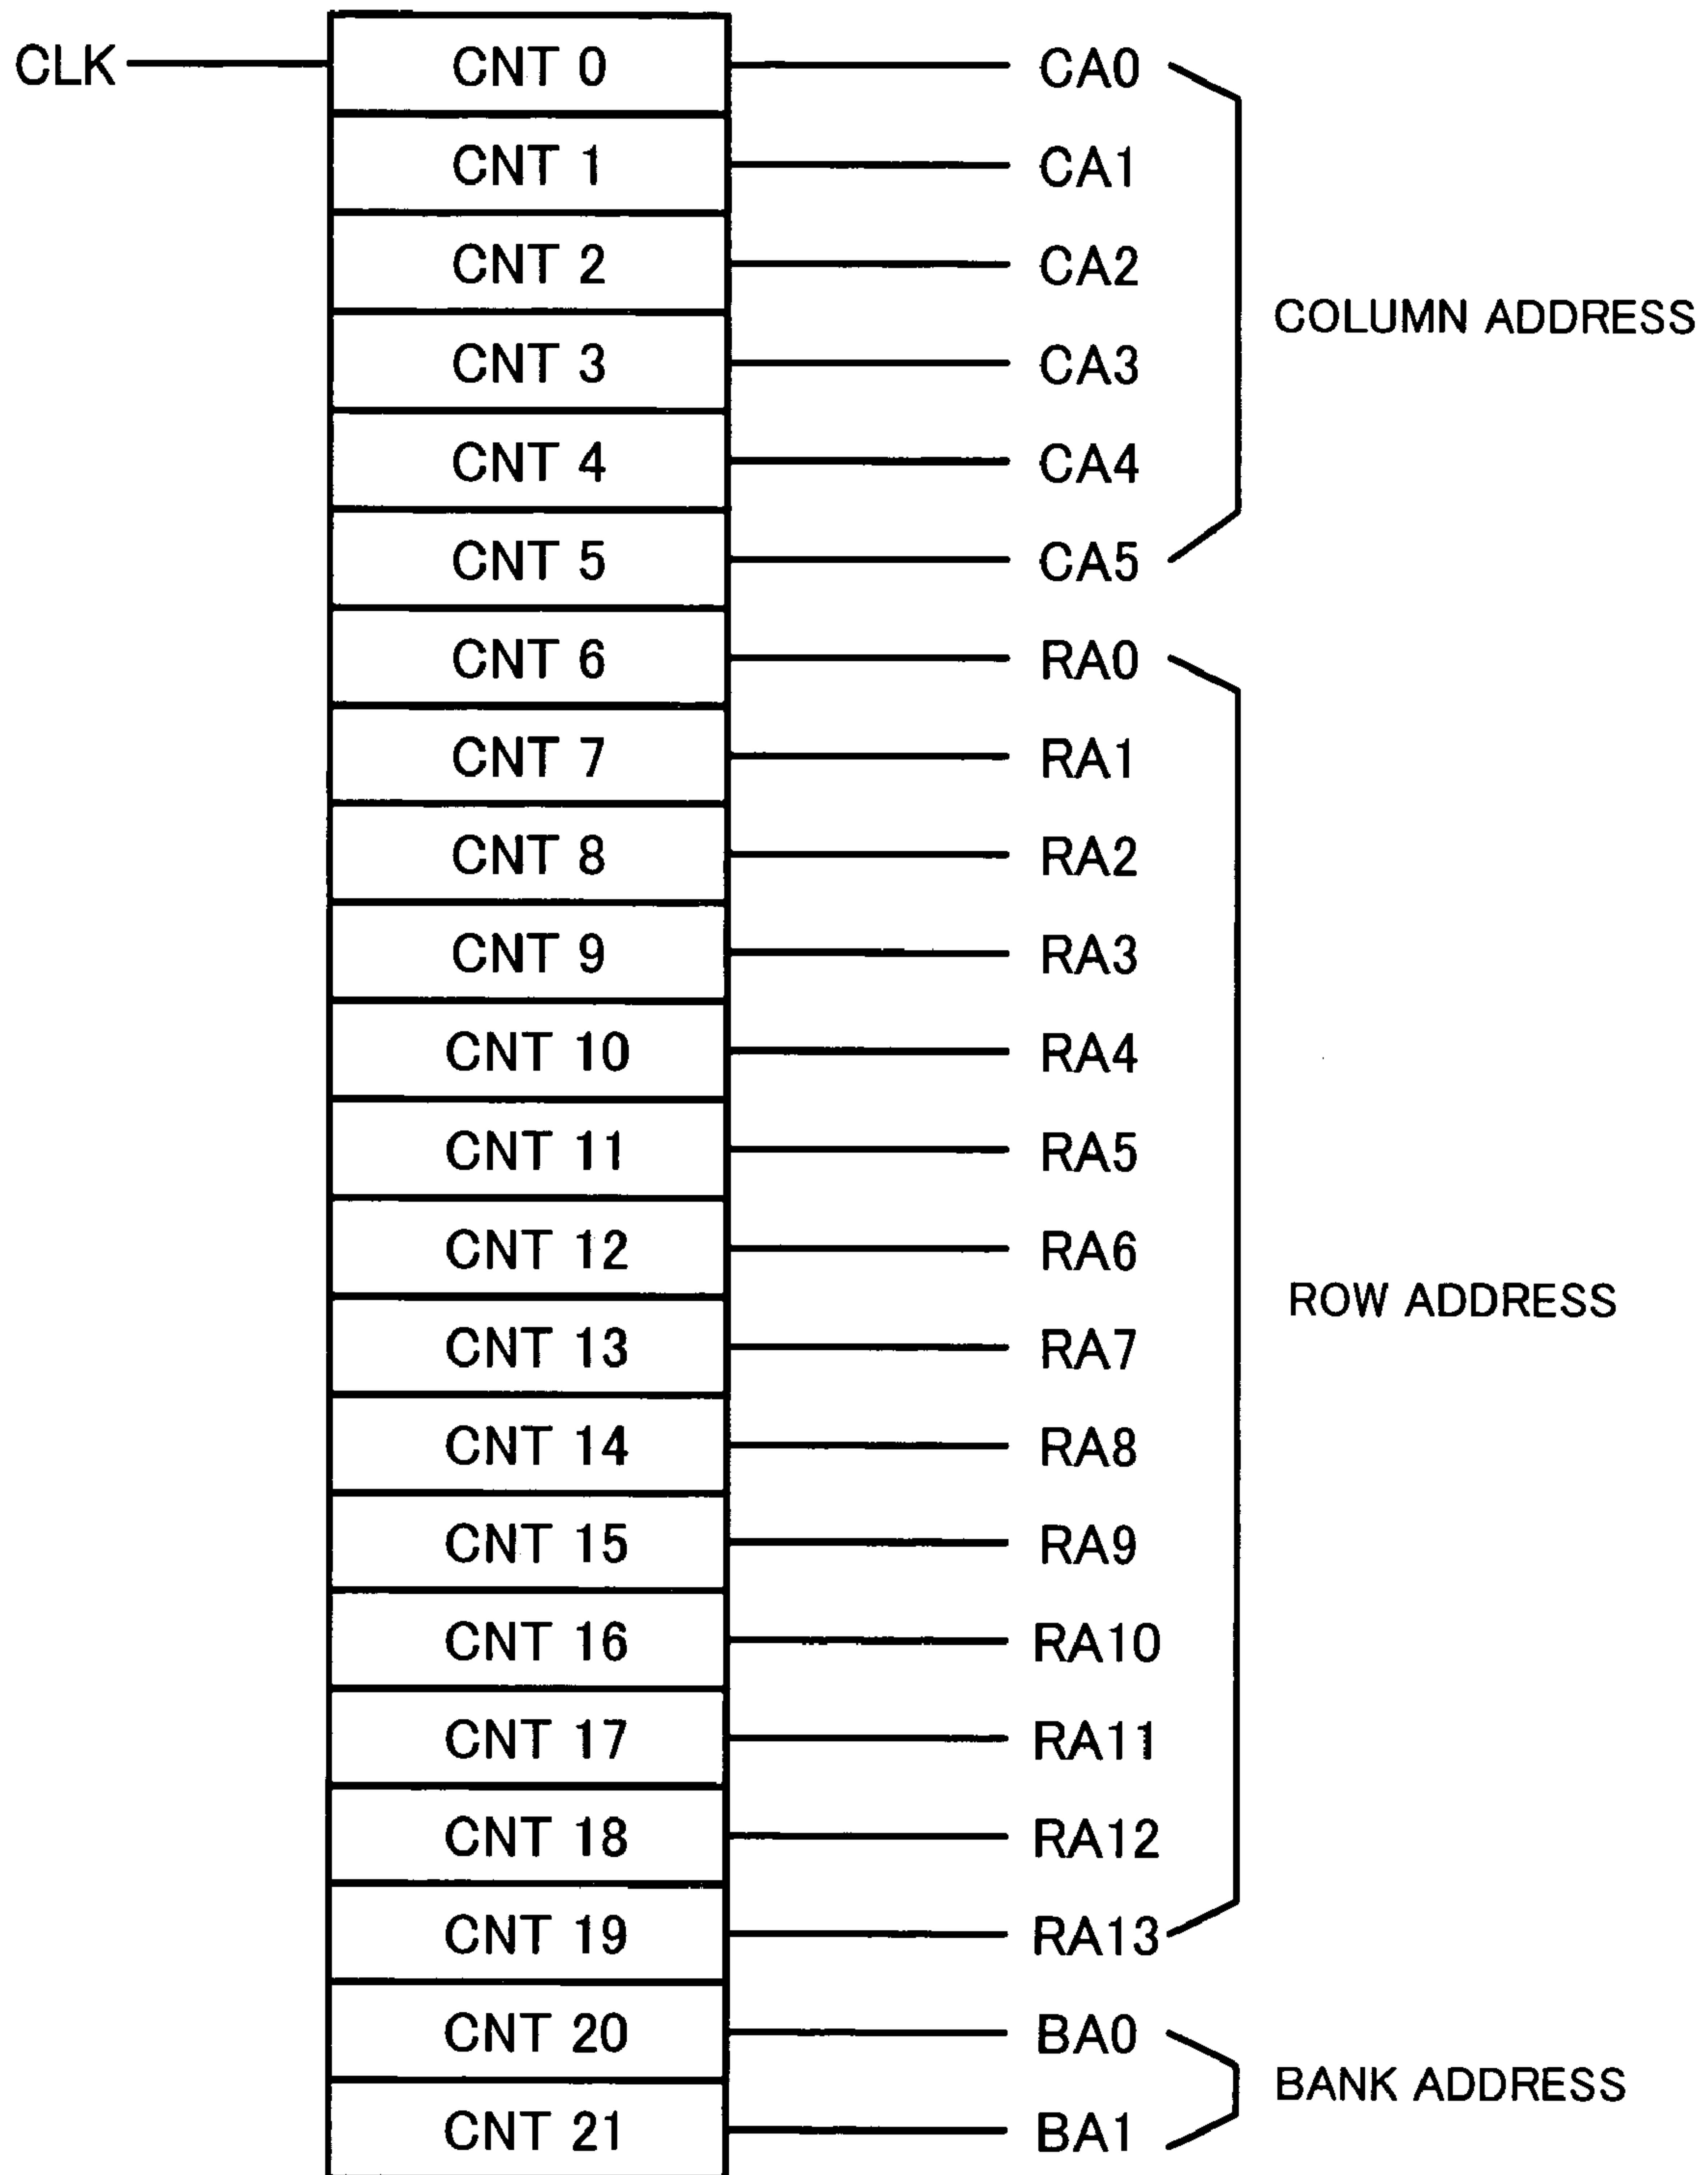 CLK CNT 0 CA0
CNT 1 CA1
CNT 2 CA2
COLUMN ADDRESS
CNT 3 CA3
CNT 4 CA4
CNT 5 CA5
CNT 6 RA0
CNT 7 RA1
CNT 8 RA2
CNT 9 RA3
CNT 10 RA4
CNT 11 RA5
CNT 12 RA6
ROW ADDRESS
CNT 13 RA7
CNT 14 RA8
CNT 15 RA9
CNT 16 RA10
CNT 17 RA11
CNT 18 RA12
CNT 19 RA13
CNT 20 BA0
BANK ADDRESS
CNT 21 BA1